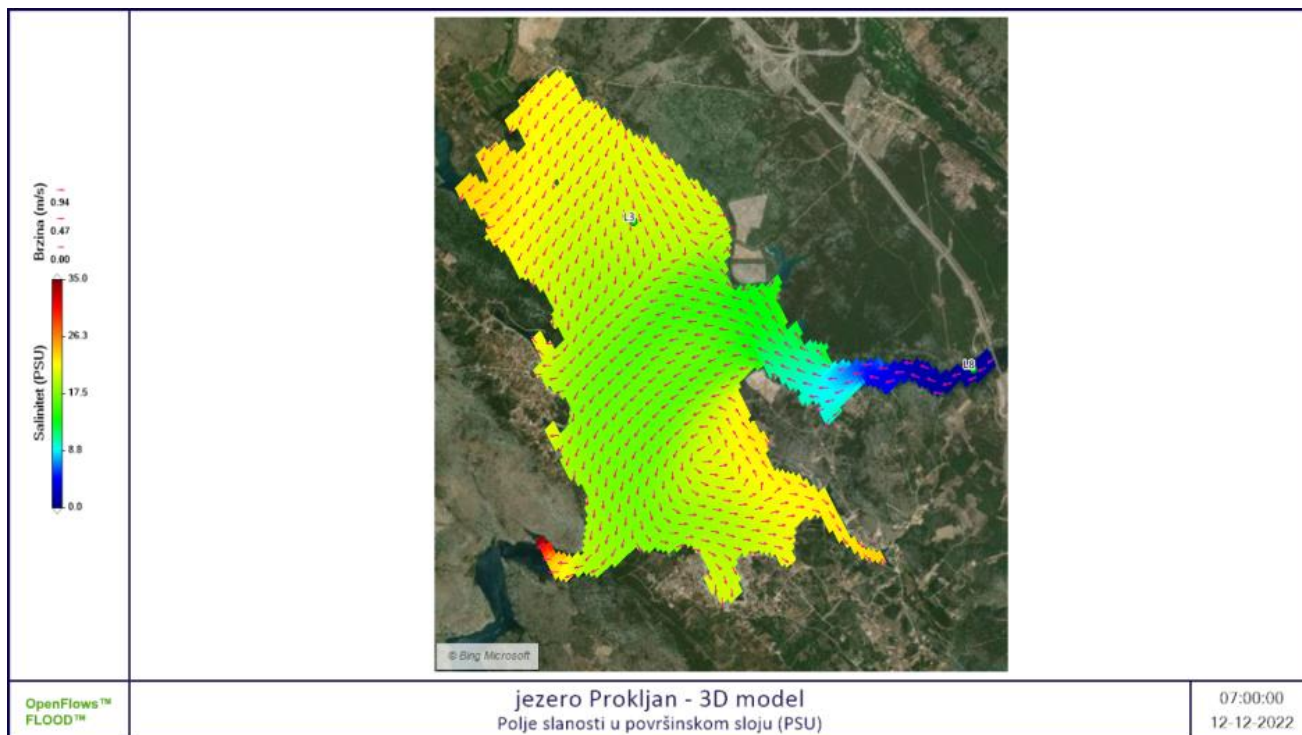 Brzina (m/s)
0.94
0.47
0.00
Salinitet (PSU)
35.0
26.3
17.5
8.8
0.0
L3
L8
© Bing Microsoft
OpenFlows™
FLOOD™
jezero Prokljan - 3D model
Polje slanosti u površinskom sloju (PSU)
07:00:00
12-12-2022